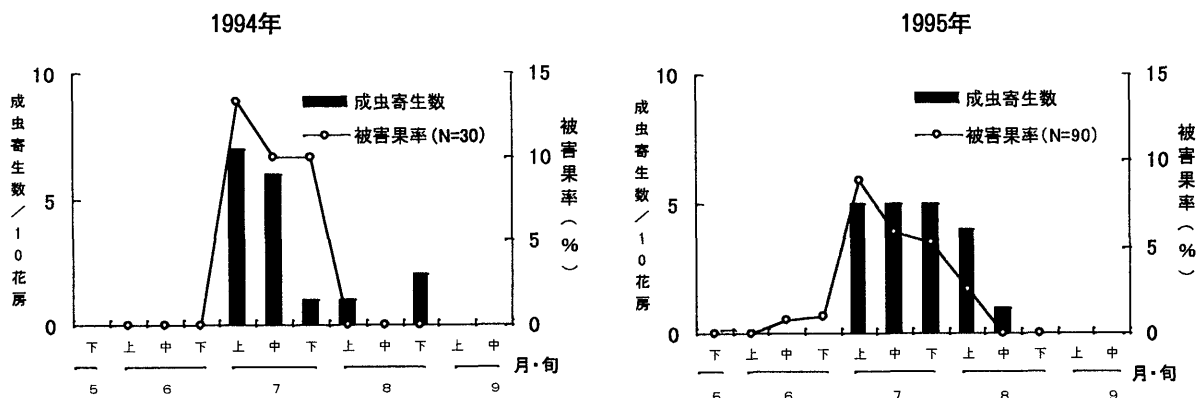 1994年
10
5
0
成虫寄生数/10花房
15
10
5
0
被害果率(%)
成虫寄生数
被害果率(N=30)
下 上 中 下 上 中 下 上 中 下 上 中
5 6 7 8 9
月・旬
1995年
10
5
0
成虫寄生数/10花房
15
10
5
0
被害果率(%)
成虫寄生数
被害果率(N=90)
下 上 中 下 上 中 下 上 中 下 上 中
5 6 7 8 9
月・旬